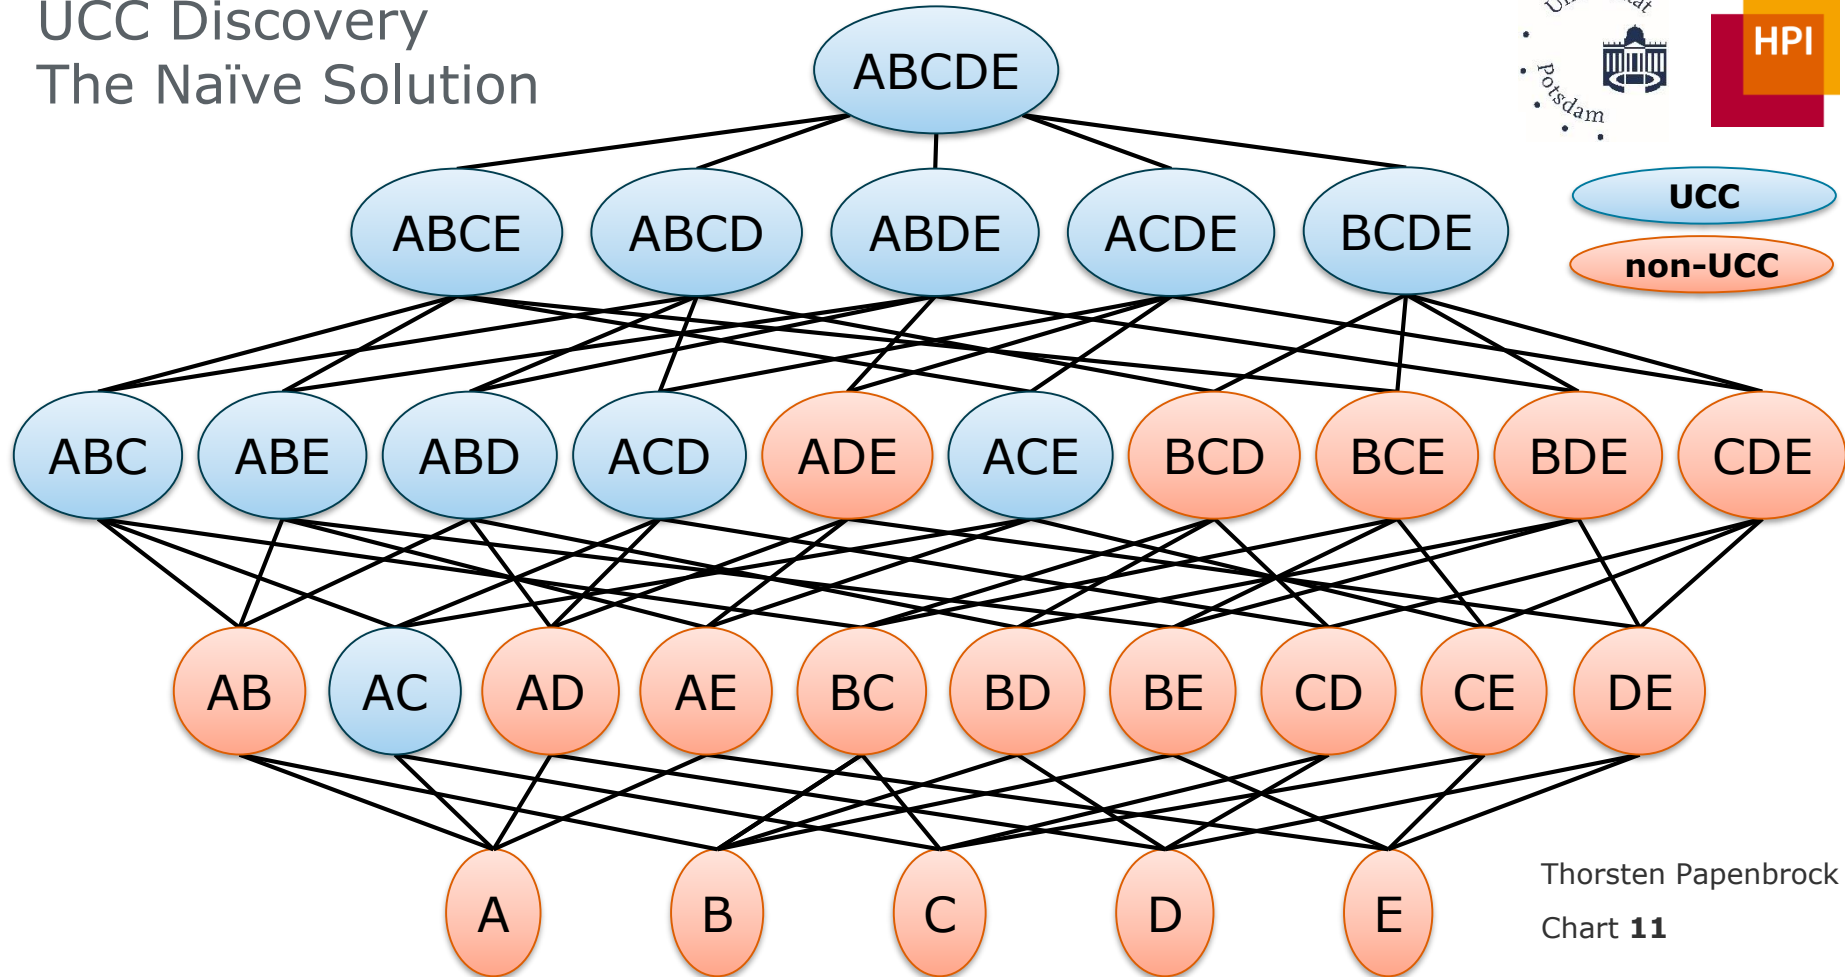 UCC Discovery
The Naïve Solution
Potsdam
HPI
ABCDE
UCC
non-UCC
ABCE ABCD ABDE ACDE BCDE
ABC ABE ABD ACD ADE ACE BCD BCE BDE CDE
AB AC AD AE BC BD BE CD CE DE
A B C D E
Thorsten Papenbrock
Chart 11